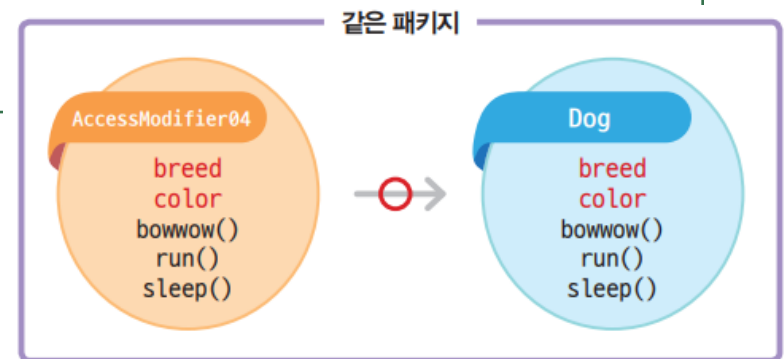 같은 패키지
AccessModifier04
breed
color
bowwow()
run()
sleep()
Dog
breed
color
bowwow()
run()
sleep()